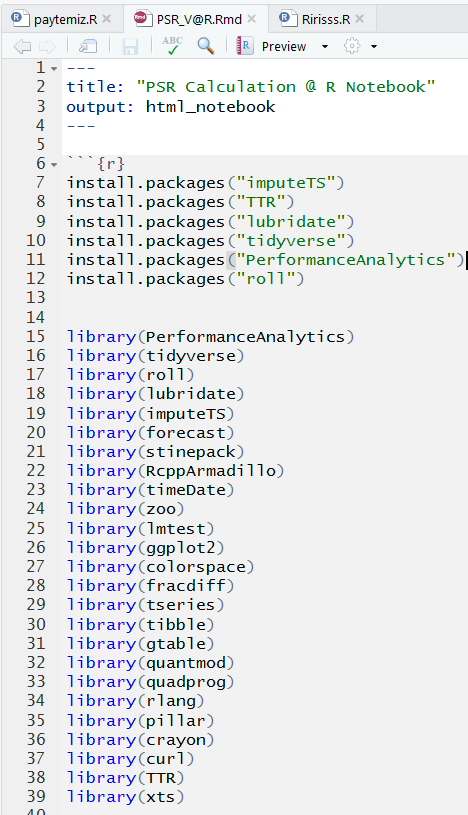 paytemiz.R
PSR_V@R.Rmd
Ririsss.R
ABC
Preview
1 ---
2 title: "PSR Calculation @ R Notebook"
3 output: html_notebook
4 ---
5
6 ```{r}
7 install.packages("imputeTS")
8 install.packages("TTR")
9 install.packages("lubridate")
10 install.packages("tidyverse")
11 install.packages("PerformanceAnalytics")
12 install.packages("roll")
13
14
15 library(PerformanceAnalytics)
16 library(tidyverse)
17 library(roll)
18 library(lubridate)
19 library(imputeTS)
20 library(forecast)
21 library(stinepack)
22 library(RcppArmadillo)
23 library(timeDate)
24 library(zoo)
25 library(lmtest)
26 library(ggplot2)
27 library(colorspace)
28 library(fracdiff)
29 library(tseries)
30 library(tibble)
31 library(gtable)
32 library(quantmod)
33 library(quadprog)
34 library(rlang)
35 library(pillar)
36 library(crayon)
37 library(curl)
38 library(TTR)
39 library(xts)